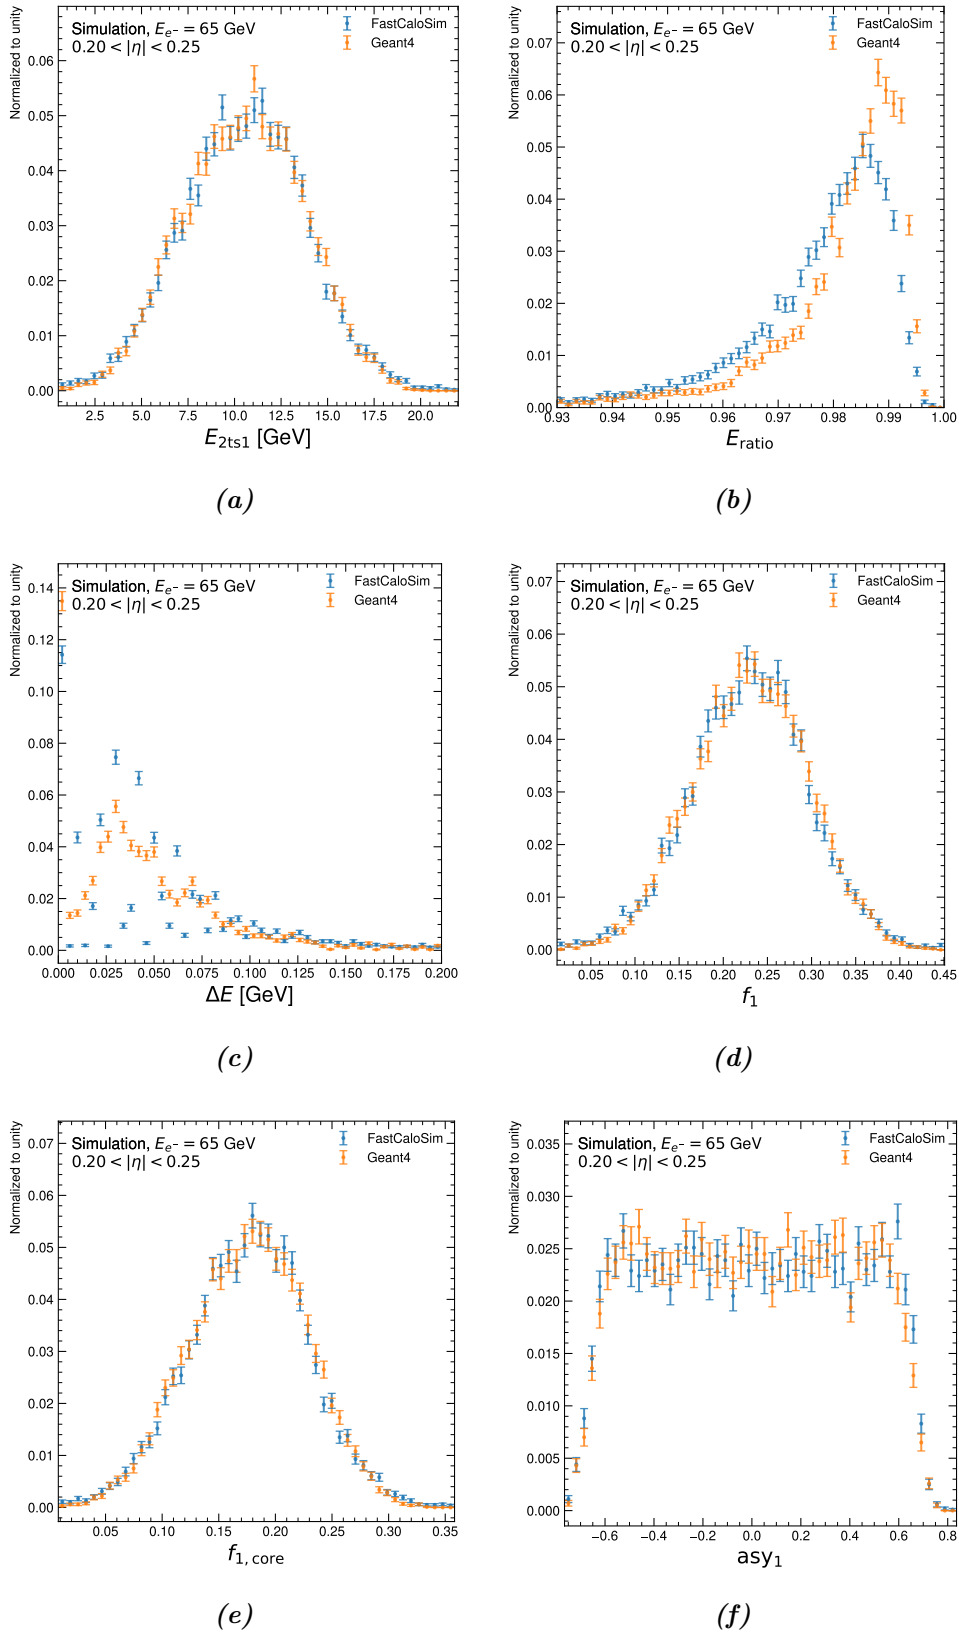 Normalized to unity
Simulation, E_e⁻ = 65 GeV
0.20 < |η| < 0.25
FastCaloSim
Geant4
0.06
0.05
0.04
0.03
0.02
0.01
0.00
2.5 5.0 7.5 10.0 12.5 15.0 17.5 20.0
E_2ts1 [GeV]
(a)
Normalized to unity
Simulation, E_e⁻ = 65 GeV
0.20 < |η| < 0.25
FastCaloSim
Geant4
0.07
0.06
0.05
0.04
0.03
0.02
0.01
0.00
0.93 0.94 0.95 0.96 0.97 0.98 0.99 1.00
E_ratio
(b)
Normalized to unity
Simulation, E_e⁻ = 65 GeV
0.20 < |η| < 0.25
FastCaloSim
Geant4
0.14
0.12
0.10
0.08
0.06
0.04
0.02
0.00
0.000 0.025 0.050 0.075 0.100 0.125 0.150 0.175 0.200
ΔE [GeV]
(c)
Normalized to unity
Simulation, E_e⁻ = 65 GeV
0.20 < |η| < 0.25
FastCaloSim
Geant4
0.07
0.06
0.05
0.04
0.03
0.02
0.01
0.00
0.05 0.10 0.15 0.20 0.25 0.30 0.35 0.40 0.45
f_1
(d)
Normalized to unity
Simulation, E_e⁻ = 65 GeV
0.20 < |η| < 0.25
FastCaloSim
Geant4
0.07
0.06
0.05
0.04
0.03
0.02
0.01
0.00
0.05 0.10 0.15 0.20 0.25 0.30 0.35
f_1, core
(e)
Normalized to unity
Simulation, E_e⁻ = 65 GeV
0.20 < |η| < 0.25
FastCaloSim
Geant4
0.035
0.030
0.025
0.020
0.015
0.010
0.005
0.000
−0.6 −0.4 −0.2 0.0 0.2 0.4 0.6 0.8
asy_1
(f)